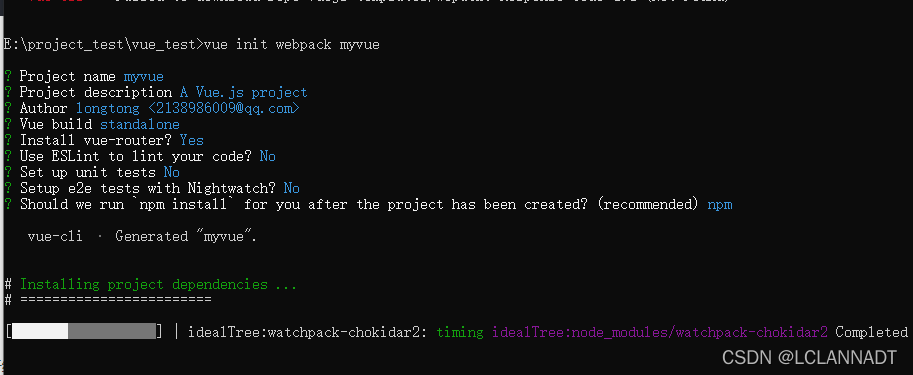 E:\project_test\vue_test>vue init webpack myvue
? Project name myvue
? Project description A Vue.js project
? Author longtong <2138986009@qq.com>
? Vue build standalone
? Install vue-router? Yes
? Use ESLint to lint your code? No
? Set up unit tests No
? Setup e2e tests with Nightwatch? No
? Should we run `npm install` for you after the project has been created? (recommended) npm
vue-cli · Generated "myvue".
# Installing project dependencies ...
# ========================
[ ] | idealTree:watchpack-chokidar2: timing idealTree:node_modules/watchpack-chokidar2 Completed
CSDN @LCLANNADT